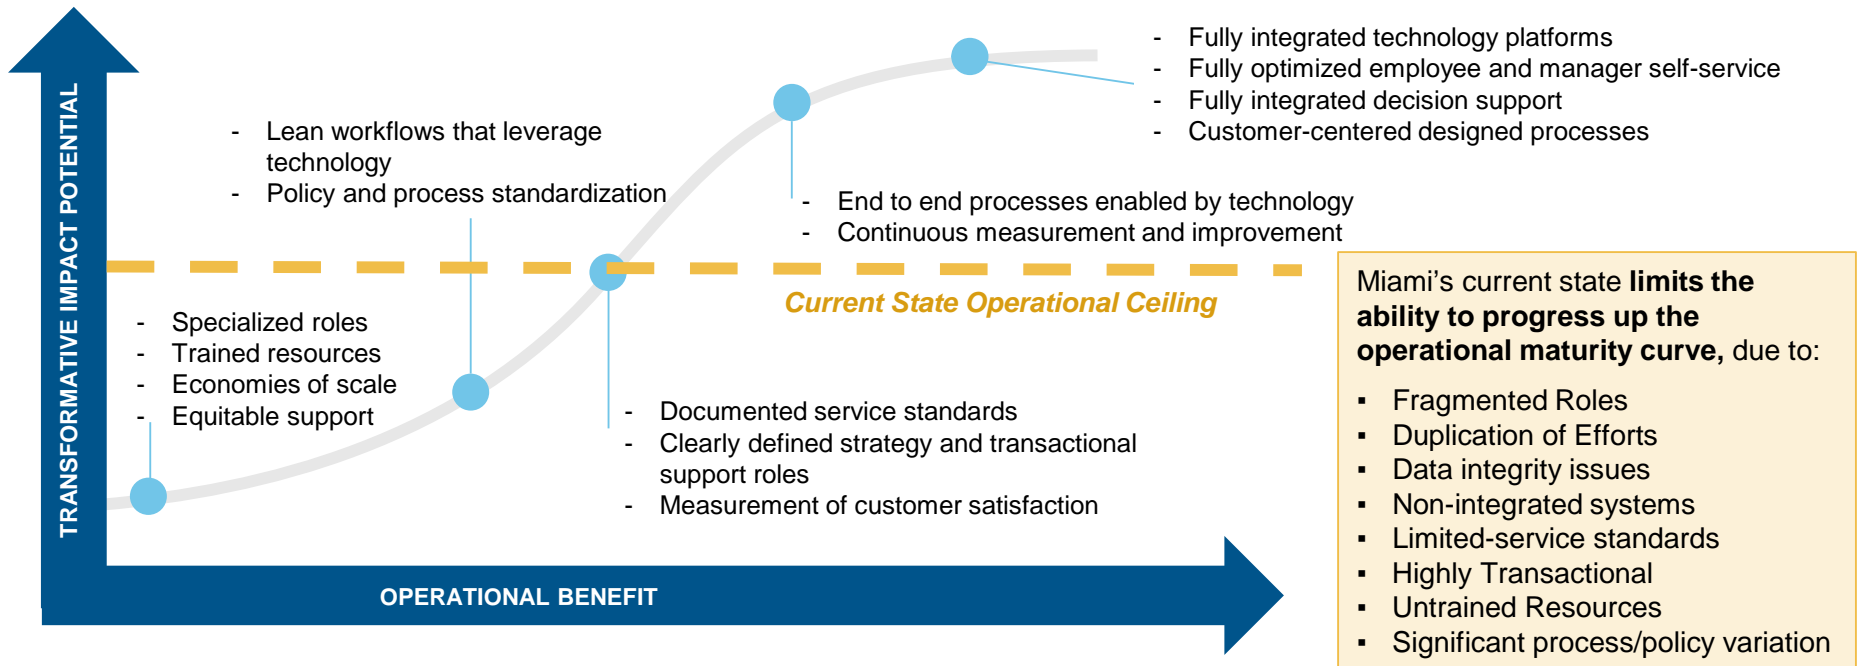 TRANSFORMATIVE IMPACT POTENTIAL
- Fully integrated technology platforms
- Fully optimized employee and manager self-service
- Fully integrated decision support
- Customer-centered designed processes
- Lean workflows that leverage
technology
- Policy and process standardization
- End to end processes enabled by technology
- Continuous measurement and improvement
Current State Operational Ceiling
- Specialized roles
- Trained resources
- Economies of scale
- Equitable support
- Documented service standards
- Clearly defined strategy and transactional
support roles
- Measurement of customer satisfaction
OPERATIONAL BENEFIT
Miami's current state limits the
ability to progress up the
operational maturity curve, due to:
▪ Fragmented Roles
▪ Duplication of Efforts
▪ Data integrity issues
▪ Non-integrated systems
▪ Limited-service standards
▪ Highly Transactional
▪ Untrained Resources
▪ Significant process/policy variation